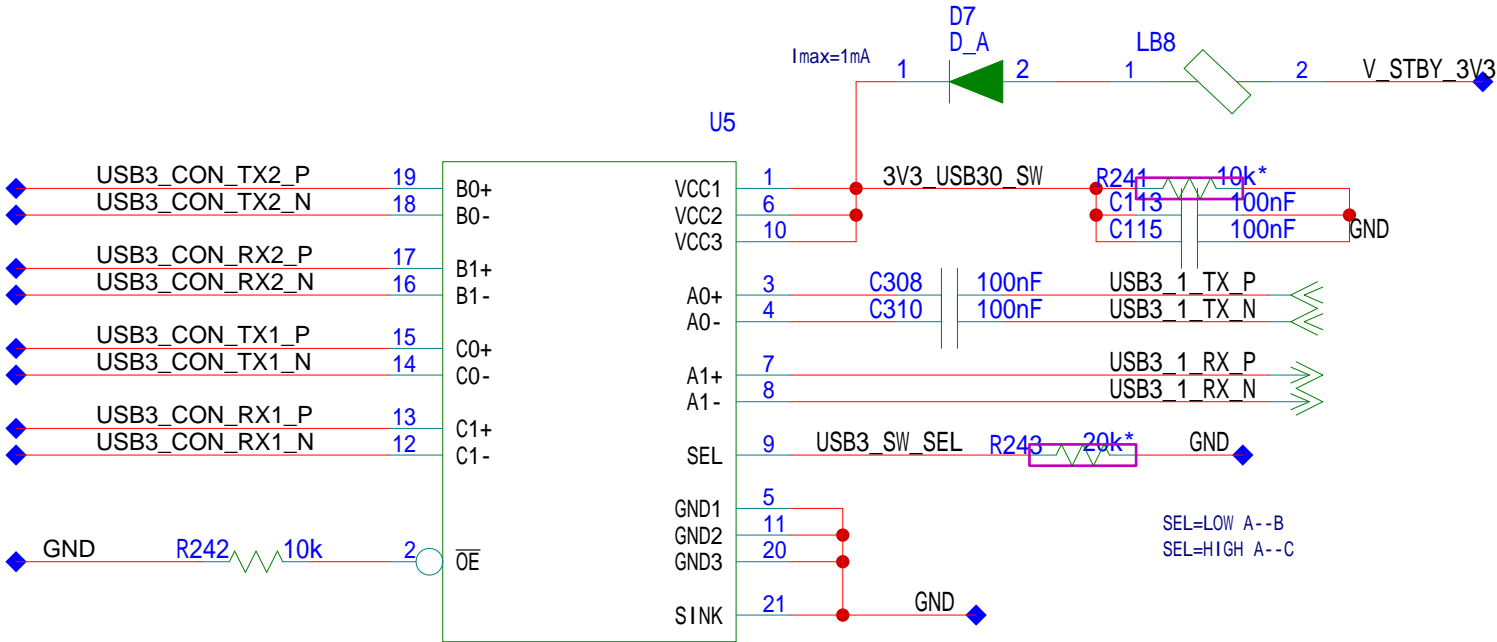 D7
D_A
LB8
Imax=1mA
1
2
1
2
V_STBY_3V3
U5
USB3_CON_TX2_P
19
B0+
VCC1
1
3V3_USB30_SW
R241
10k*
USB3_CON_TX2_N
18
B0-
VCC2
6
C113
100nF
VCC3
10
C115
100nF
GND
USB3_CON_RX2_P
17
B1+
USB3_CON_RX2_N
16
B1-
A0+
3
C308
100nF
USB3_1_TX_P
A0-
4
C310
100nF
USB3_1_TX_N
USB3_CON_TX1_P
15
C0+
USB3_CON_TX1_N
14
C0-
A1+
7
USB3_1_RX_P
A1-
8
USB3_1_RX_N
USB3_CON_RX1_P
13
C1+
USB3_CON_RX1_N
12
C1-
SEL
9
USB3_SW_SEL
R243
20k*
GND
GND1
5
GND2
11
GND3
20
SEL=LOW A--B
SEL=HIGH A--C
GND
R242
10k
2
OE
SINK
21
GND